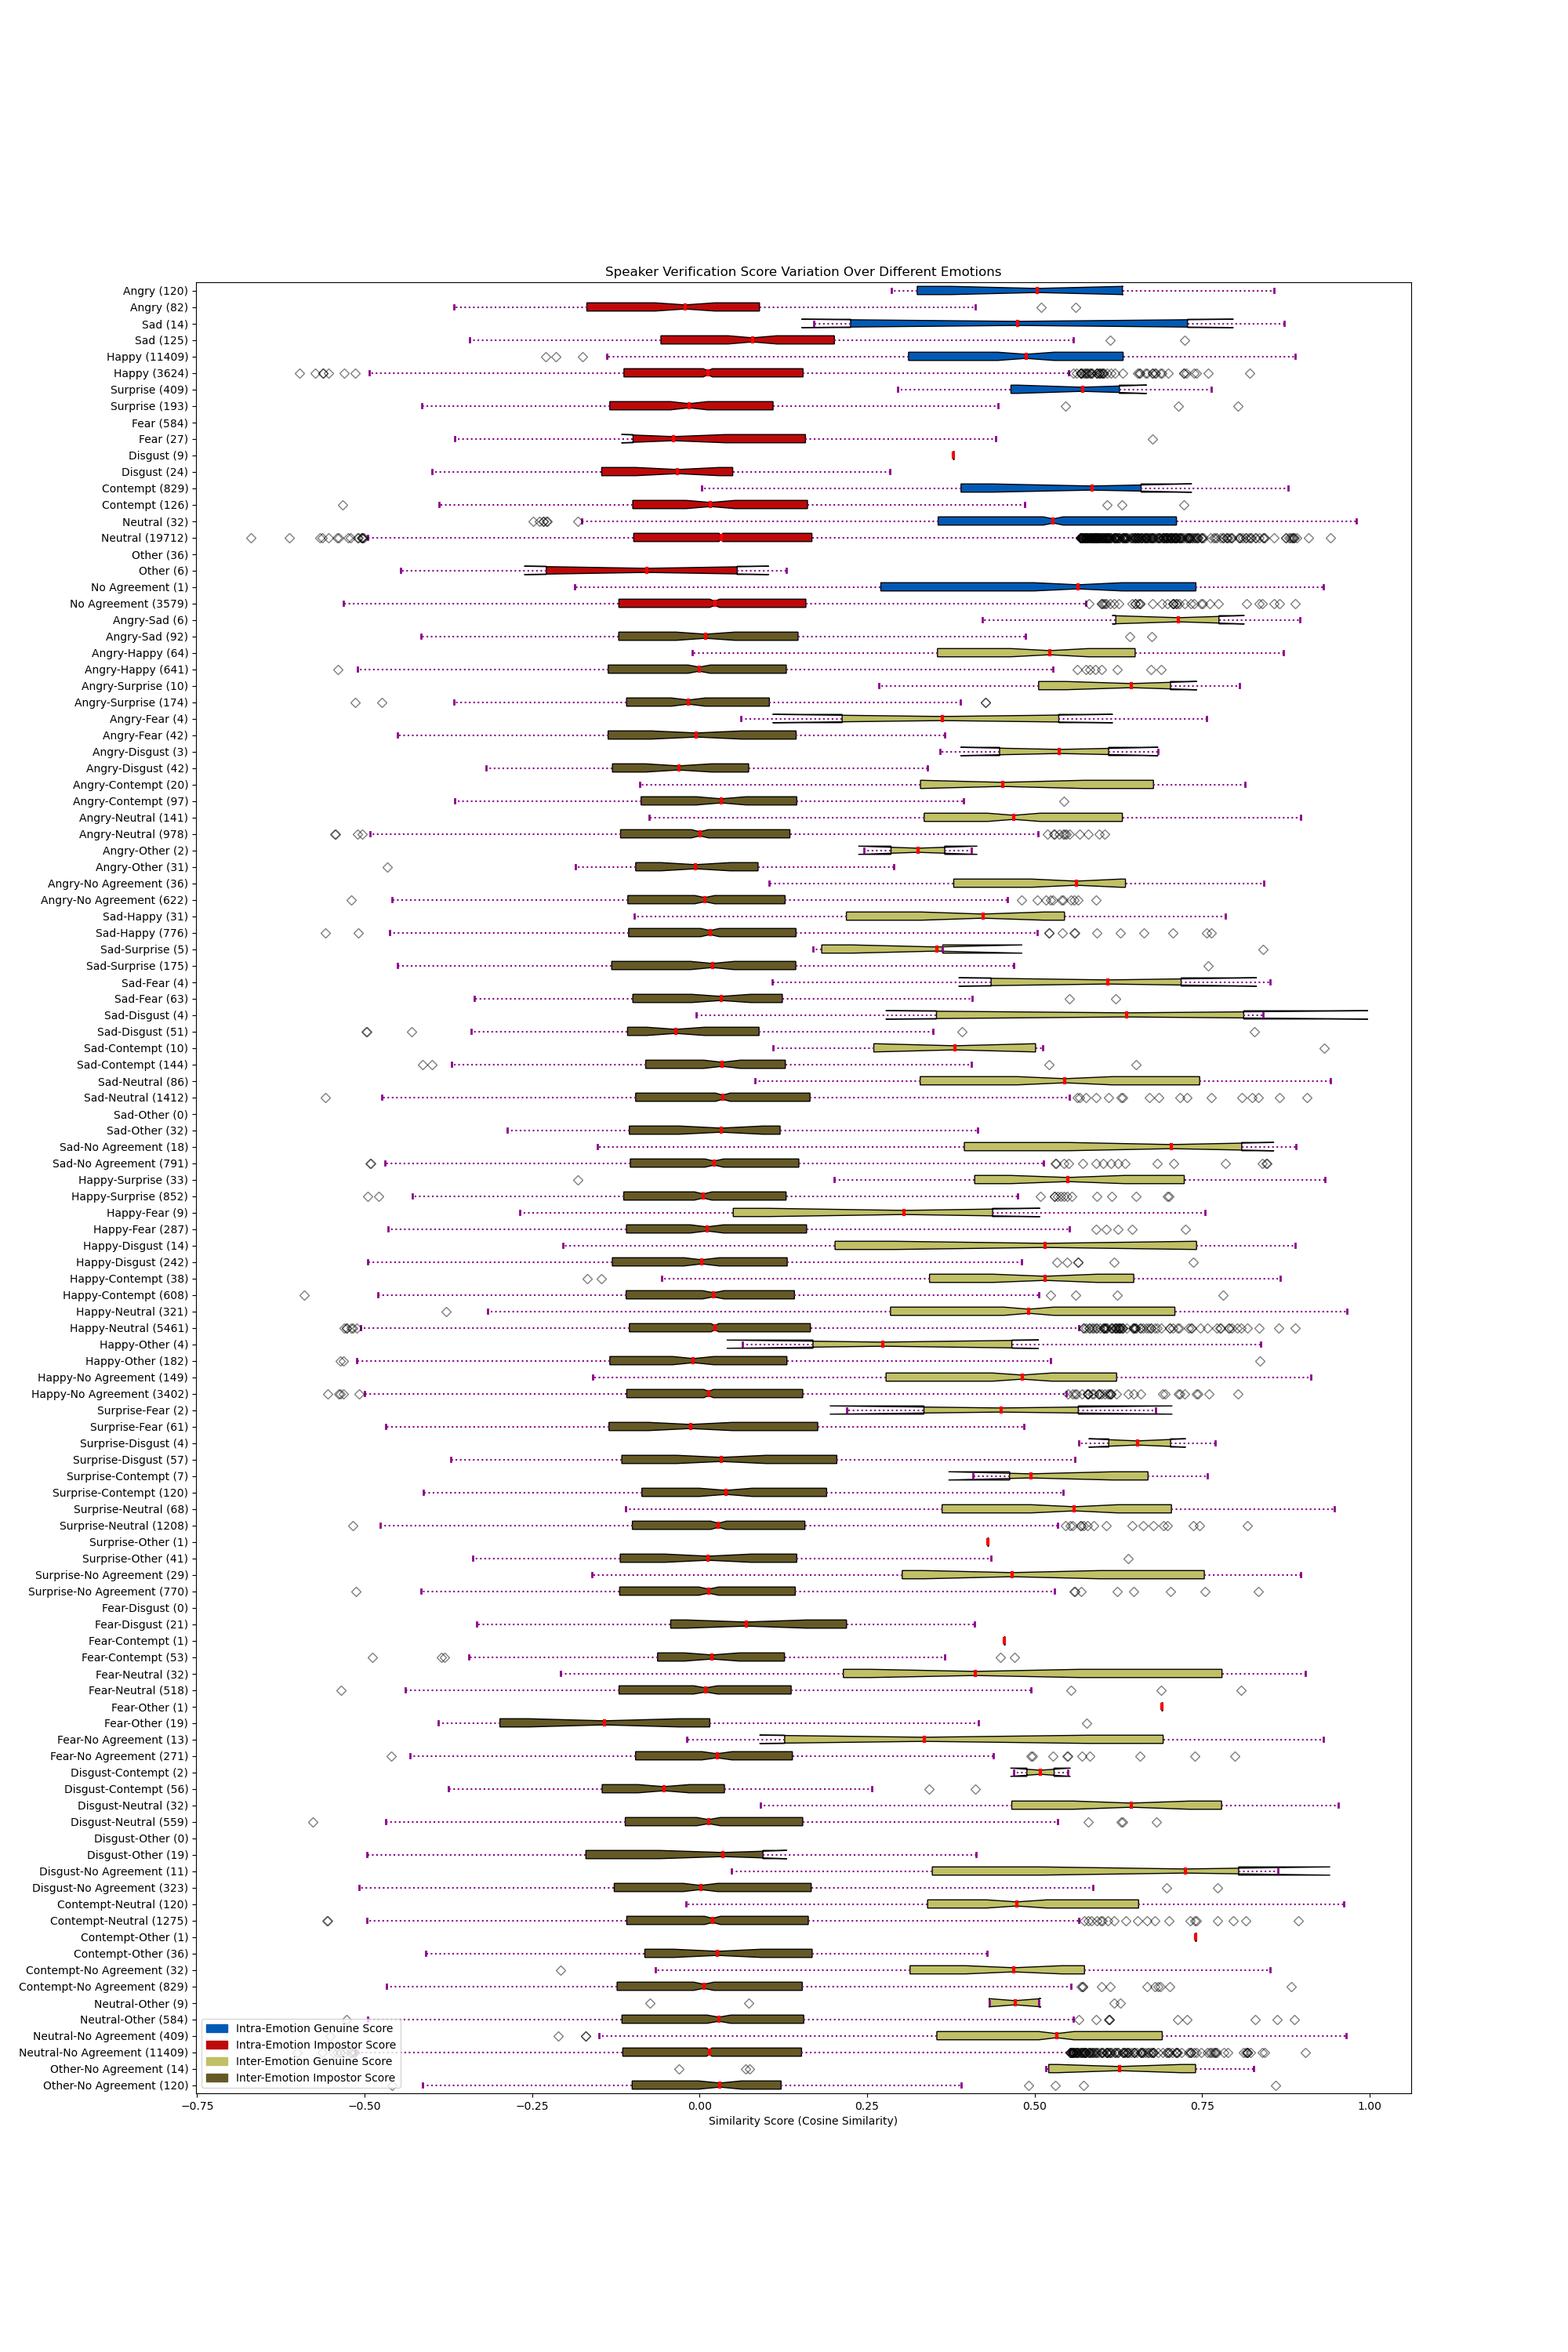 Speaker Verification Score Variation Over Different Emotions
Angry (120)
Angry (82)
Sad (14)
Sad (125)
Happy (11409)
Happy (3624)
Surprise (409)
Surprise (193)
Fear (584)
Fear (27)
Disgust (9)
Disgust (24)
Contempt (829)
Contempt (126)
Neutral (32)
Neutral (19712)
Other (36)
Other (6)
No Agreement (1)
No Agreement (3579)
Angry-Sad (6)
Angry-Sad (92)
Angry-Happy (64)
Angry-Happy (641)
Angry-Surprise (10)
Angry-Surprise (174)
Angry-Fear (4)
Angry-Fear (42)
Angry-Disgust (3)
Angry-Disgust (42)
Angry-Contempt (20)
Angry-Contempt (97)
Angry-Neutral (141)
Angry-Neutral (978)
Angry-Other (2)
Angry-Other (31)
Angry-No Agreement (36)
Angry-No Agreement (622)
Sad-Happy (31)
Sad-Happy (776)
Sad-Surprise (5)
Sad-Surprise (175)
Sad-Fear (4)
Sad-Fear (63)
Sad-Disgust (4)
Sad-Disgust (51)
Sad-Contempt (10)
Sad-Contempt (144)
Sad-Neutral (86)
Sad-Neutral (1412)
Sad-Other (0)
Sad-Other (32)
Sad-No Agreement (18)
Sad-No Agreement (791)
Happy-Surprise (33)
Happy-Surprise (852)
Happy-Fear (9)
Happy-Fear (287)
Happy-Disgust (14)
Happy-Disgust (242)
Happy-Contempt (38)
Happy-Contempt (608)
Happy-Neutral (321)
Happy-Neutral (5461)
Happy-Other (4)
Happy-Other (182)
Happy-No Agreement (149)
Happy-No Agreement (3402)
Surprise-Fear (2)
Surprise-Fear (61)
Surprise-Disgust (4)
Surprise-Disgust (57)
Surprise-Contempt (7)
Surprise-Contempt (120)
Surprise-Neutral (68)
Surprise-Neutral (1208)
Surprise-Other (1)
Surprise-Other (41)
Surprise-No Agreement (29)
Surprise-No Agreement (770)
Fear-Disgust (0)
Fear-Disgust (21)
Fear-Contempt (1)
Fear-Contempt (53)
Fear-Neutral (32)
Fear-Neutral (518)
Fear-Other (1)
Fear-Other (19)
Fear-No Agreement (13)
Fear-No Agreement (271)
Disgust-Contempt (2)
Disgust-Contempt (56)
Disgust-Neutral (32)
Disgust-Neutral (559)
Disgust-Other (0)
Disgust-Other (19)
Disgust-No Agreement (11)
Disgust-No Agreement (323)
Contempt-Neutral (120)
Contempt-Neutral (1275)
Contempt-Other (1)
Contempt-Other (36)
Contempt-No Agreement (32)
Contempt-No Agreement (829)
Neutral-Other (9)
Neutral-Other (584)
Neutral-No Agreement (409)
Neutral-No Agreement (11409)
Other-No Agreement (14)
Other-No Agreement (120)
Intra-Emotion Genuine Score
Intra-Emotion Impostor Score
Inter-Emotion Genuine Score
Inter-Emotion Impostor Score
−0.75 −0.50 −0.25 0.00 0.25 0.50 0.75 1.00
Similarity Score (Cosine Similarity)